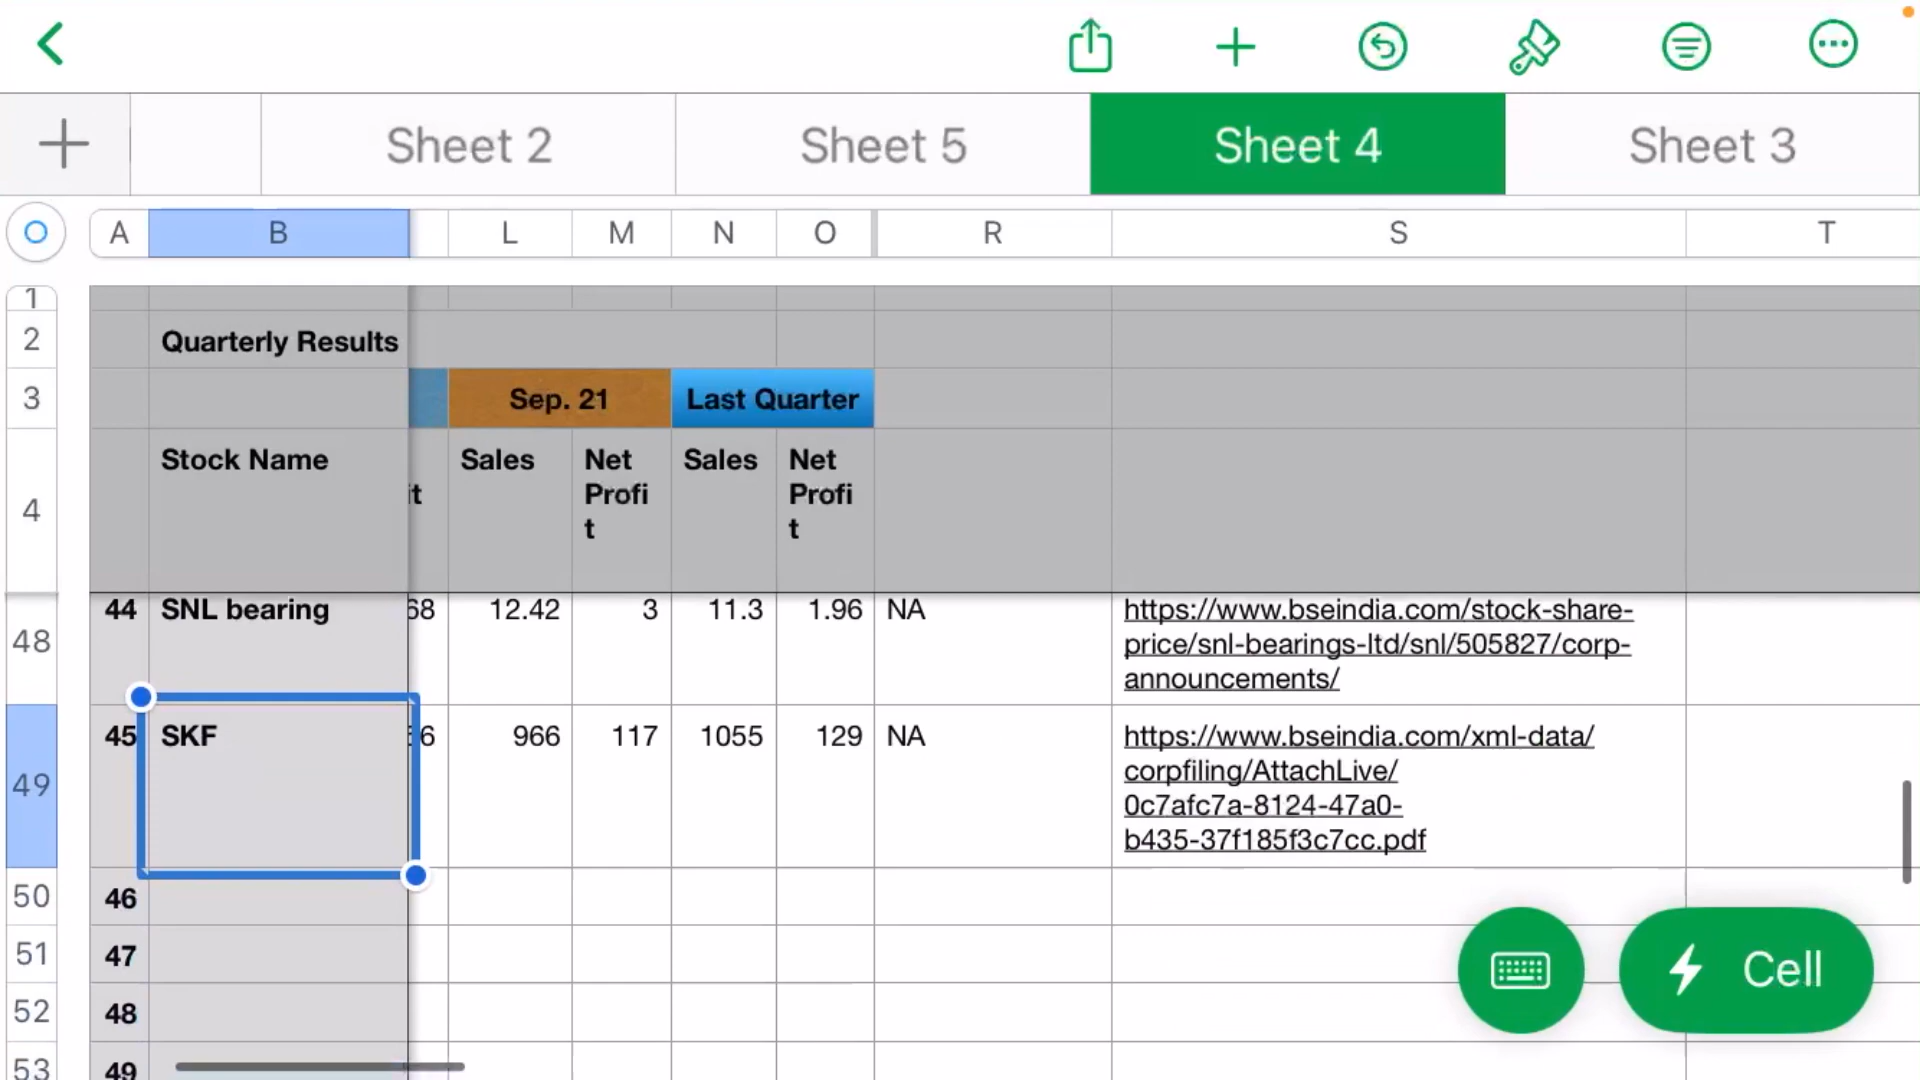 Sheet 2 Sheet 5 Sheet 4 Sheet 3
A B L M N O R S T
1
2 Quarterly Results
3 Sep. 21 Last Quarter
4 Stock Name it Sales Net Profi t Sales Net Profi t
48 44 SNL bearing 68 12.42 3 11.3 1.96 NA https://www.bseindia.com/stock-share-
price/snl-bearings-ltd/snl/505827/corp-
announcements/
49 45 SKF 6 966 117 1055 129 NA https://www.bseindia.com/xml-data/
corpfiling/AttachLive/
0c7afc7a-8124-47a0-
b435-37f185f3c7cc.pdf
50 46
51 47
52 48
53 49
Cell